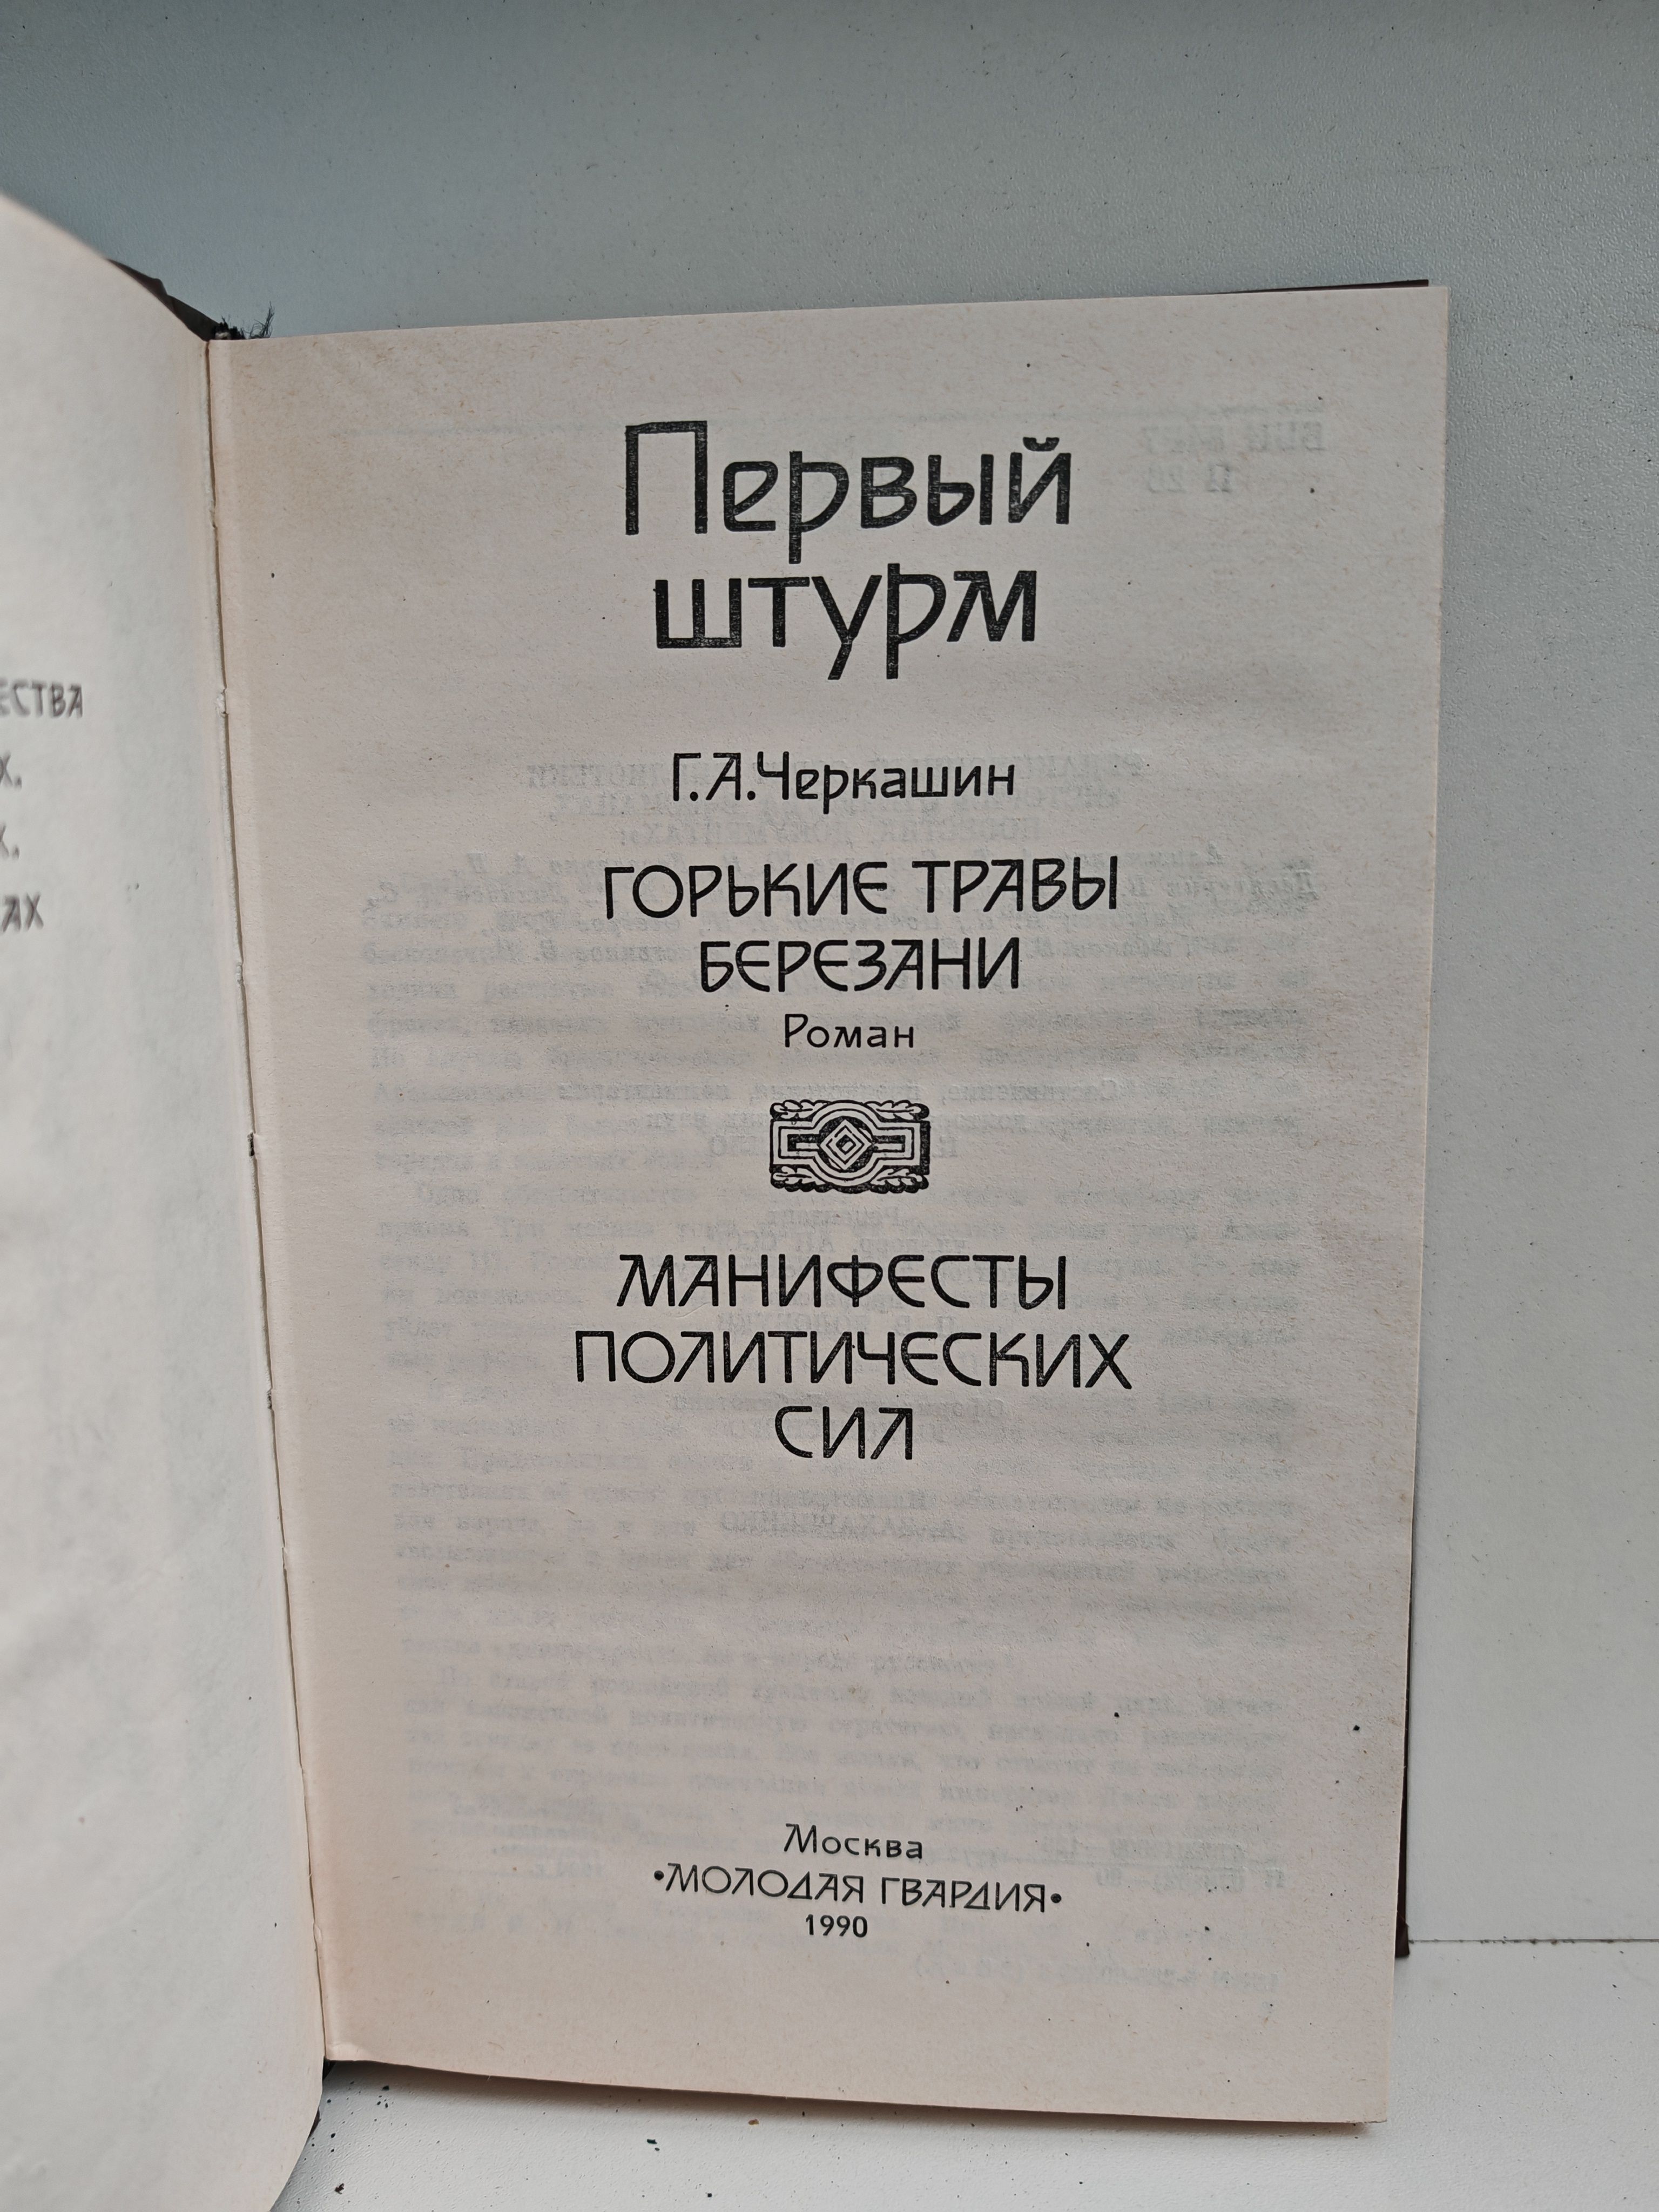 Первый
штурм
Г.А.Черкашин
ГОРЬКИЕ ТРАВЫ
БЕРЕЗАНИ
Роман
МАНИФЕСТЫ
ПОЛИТИЧЕСКИХ
СИЛ
Москва
•МОЛОДАЯ ГВАРДИЯ•
1990